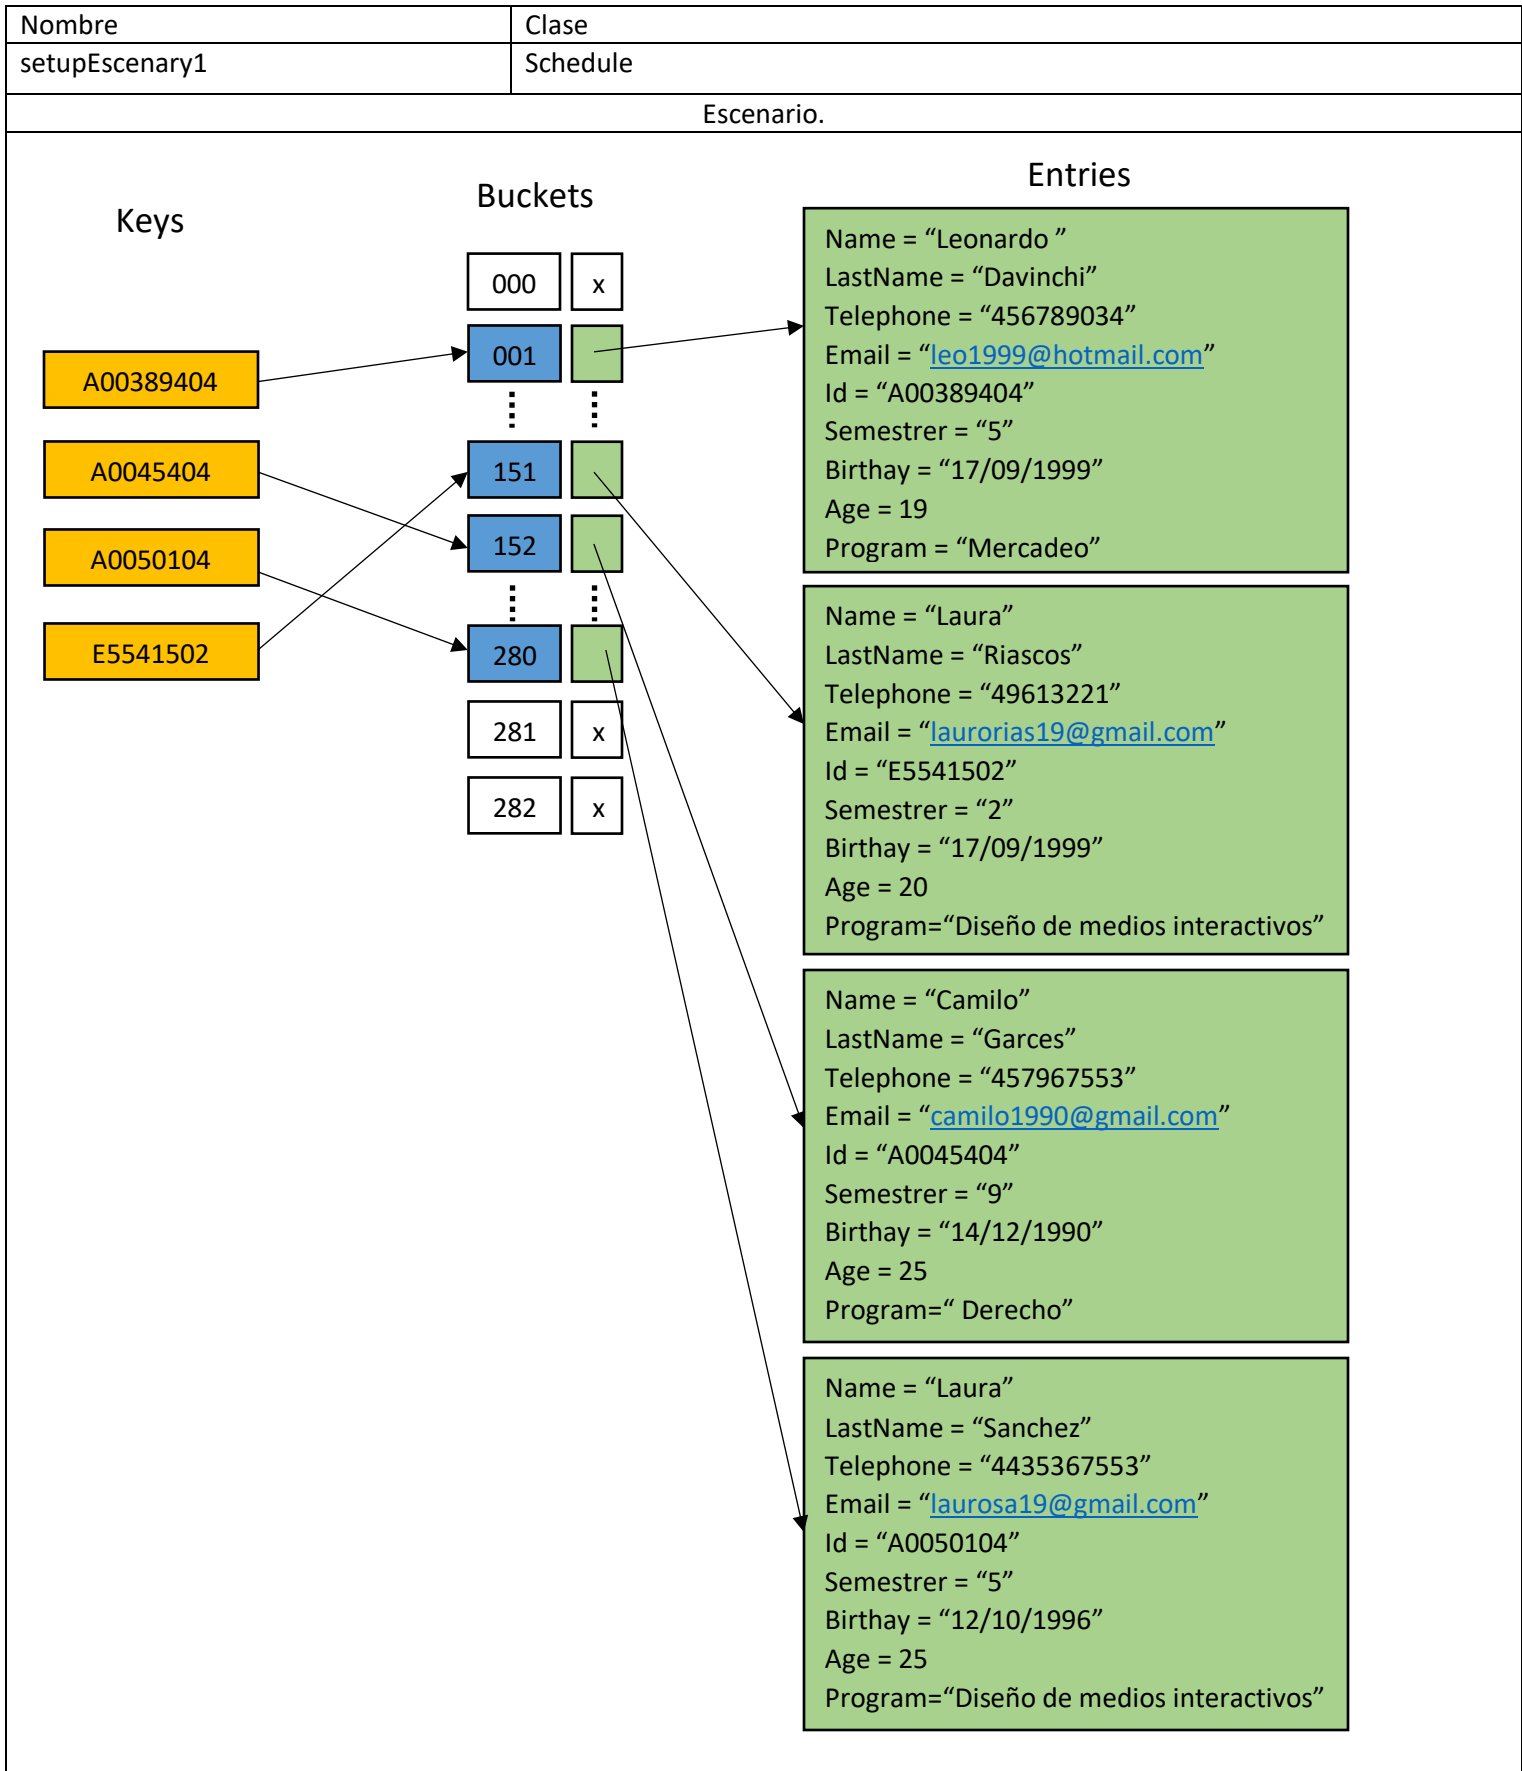 Nombre
Clase
setupEscenary1
Schedule
Escenario.
Keys
A00389404
A0045404
A0050104
E5541502
Buckets
000
x
001
151
152
280
281
x
282
x
Entries
Name = “Leonardo ”
LastName = “Davinchi”
Telephone = “456789034”
Email = “leo1999@hotmail.com”
Id = “A00389404”
Semestrer = “5”
Birthay = “17/09/1999”
Age = 19
Program = “Mercadeo”
Name = “Laura”
LastName = “Riascos”
Telephone = “49613221”
Email = “laurorias19@gmail.com”
Id = “E5541502”
Semestrer = “2”
Birthay = “17/09/1999”
Age = 20
Program=“Diseño de medios interactivos”
Name = “Camilo”
LastName = “Garces”
Telephone = “457967553”
Email = “camilo1990@gmail.com”
Id = “A0045404”
Semestrer = “9”
Birthay = “14/12/1990”
Age = 25
Program=“ Derecho”
Name = “Laura”
LastName = “Sanchez”
Telephone = “4435367553”
Email = “laurosa19@gmail.com”
Id = “A0050104”
Semestrer = “5”
Birthay = “12/10/1996”
Age = 25
Program=“Diseño de medios interactivos”